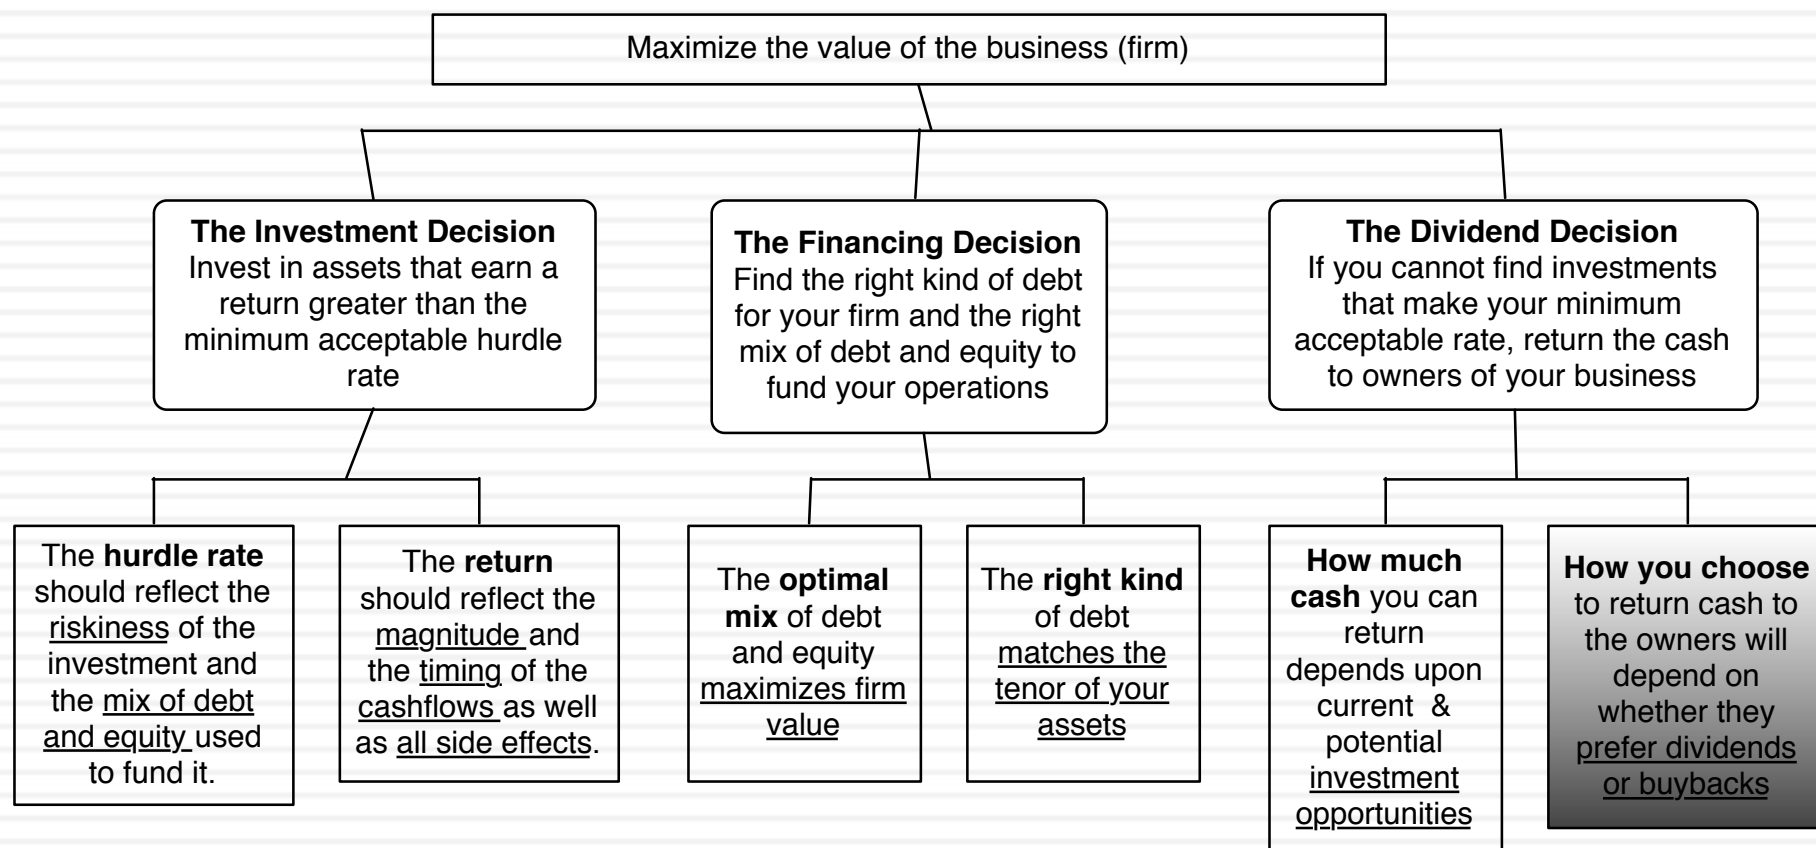 Maximize the value of the business (firm)
The Investment Decision
Invest in assets that earn a
return greater than the
minimum acceptable hurdle
rate
The Financing Decision
Find the right kind of debt
for your firm and the right
mix of debt and equity to
fund your operations
The Dividend Decision
If you cannot find investments
that make your minimum
acceptable rate, return the cash
to owners of your business
The hurdle rate
should reflect the
riskiness of the
investment and
the mix of debt
and equity used
to fund it.
The return
should reflect the
magnitude and
the timing of the
cashflows as well
as all side effects.
The optimal
mix of debt
and equity
maximizes firm
value
The right kind
of debt
matches the
tenor of your
assets
How much
cash you can
return
depends upon
current &
potential
investment
opportunities
How you choose
to return cash to
the owners will
depend on
whether they
prefer dividends
or buybacks